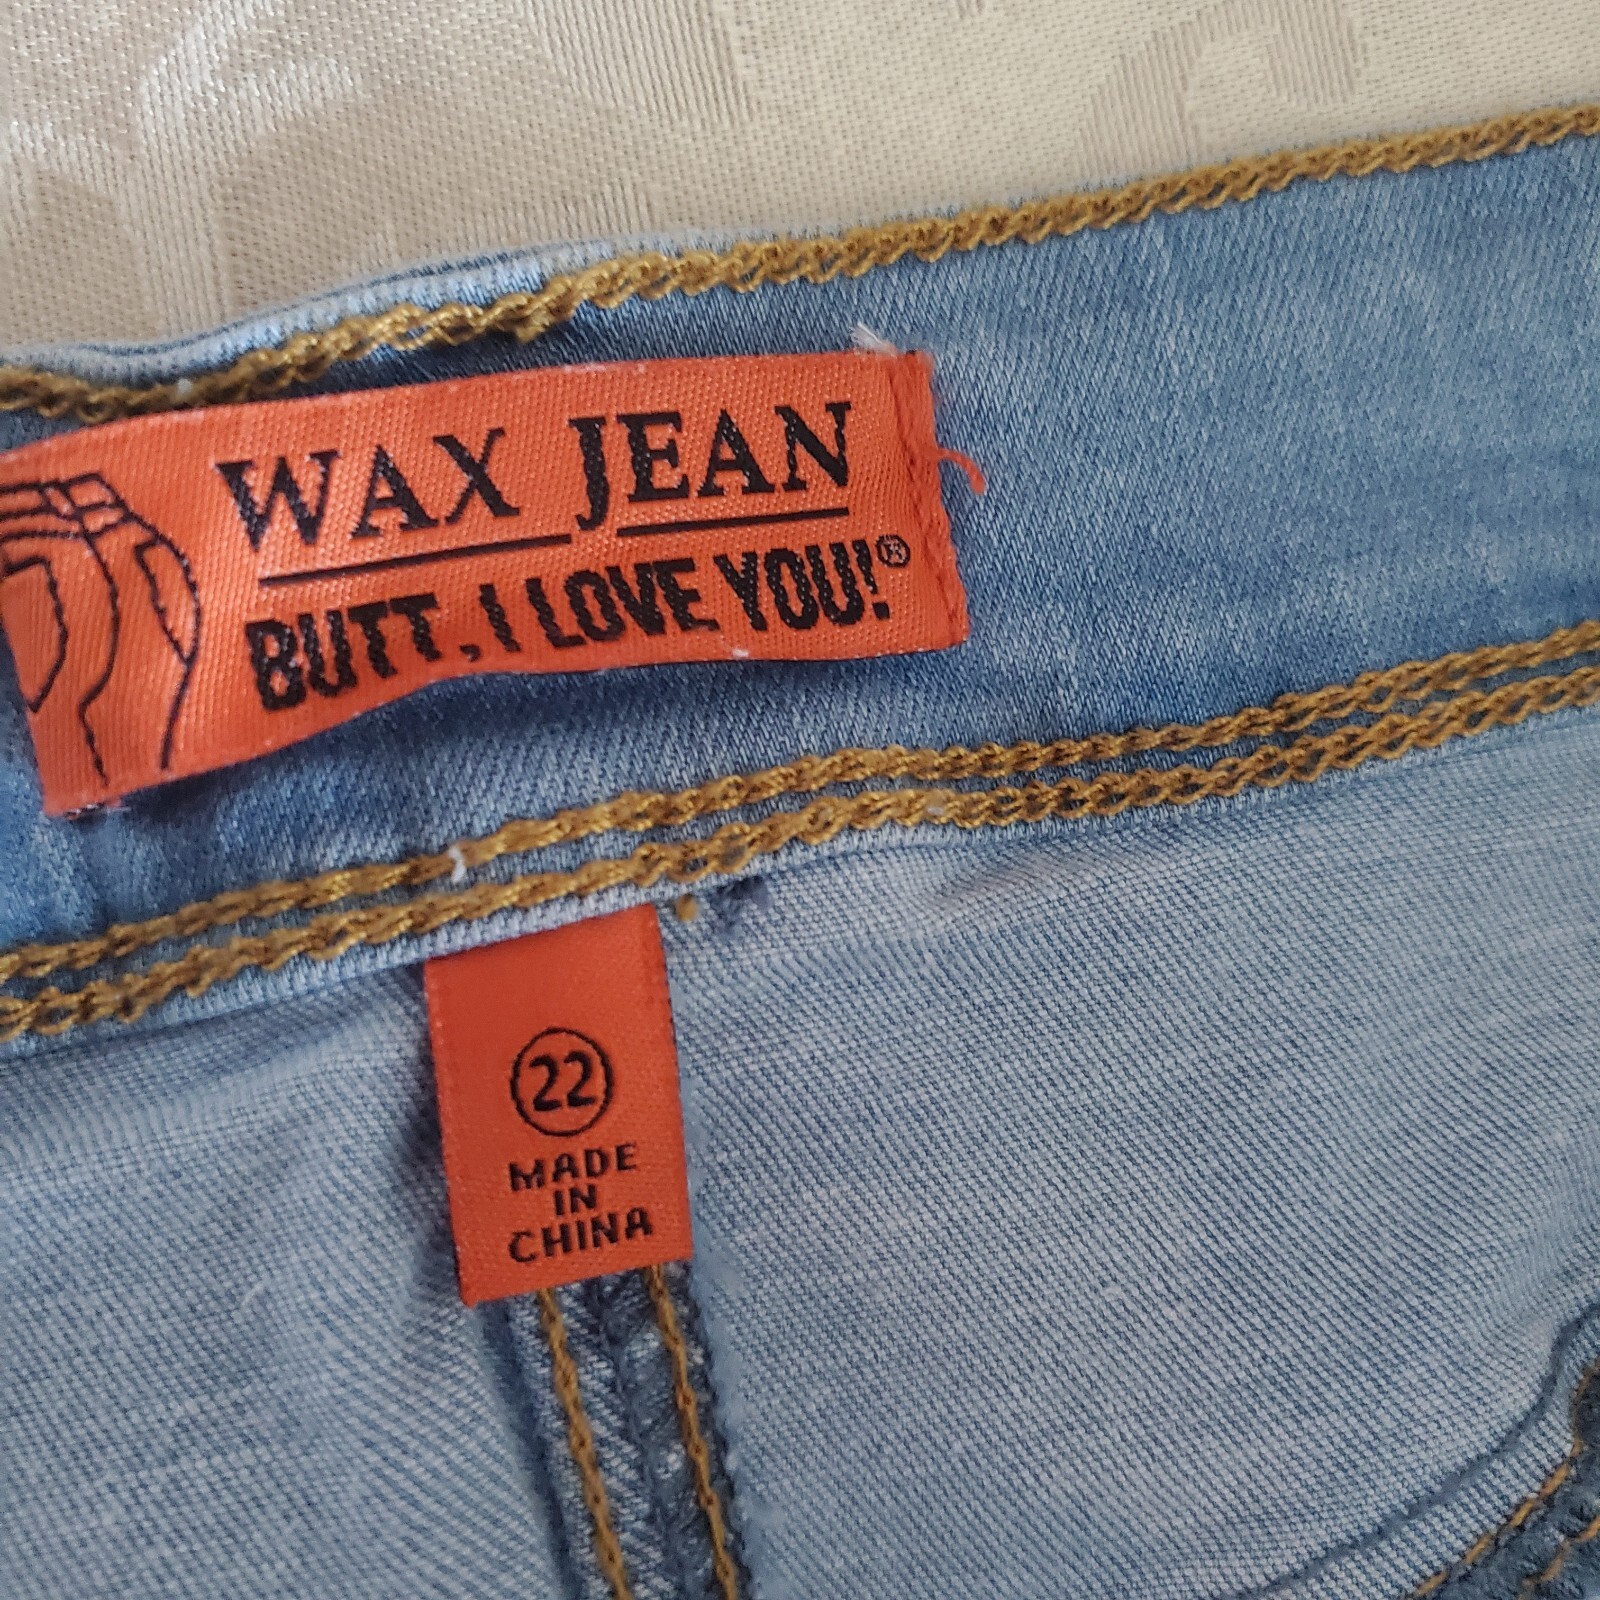 WAX JEAN
BUTT, I LOVE YOU!®
22
MADE
IN
CHINA